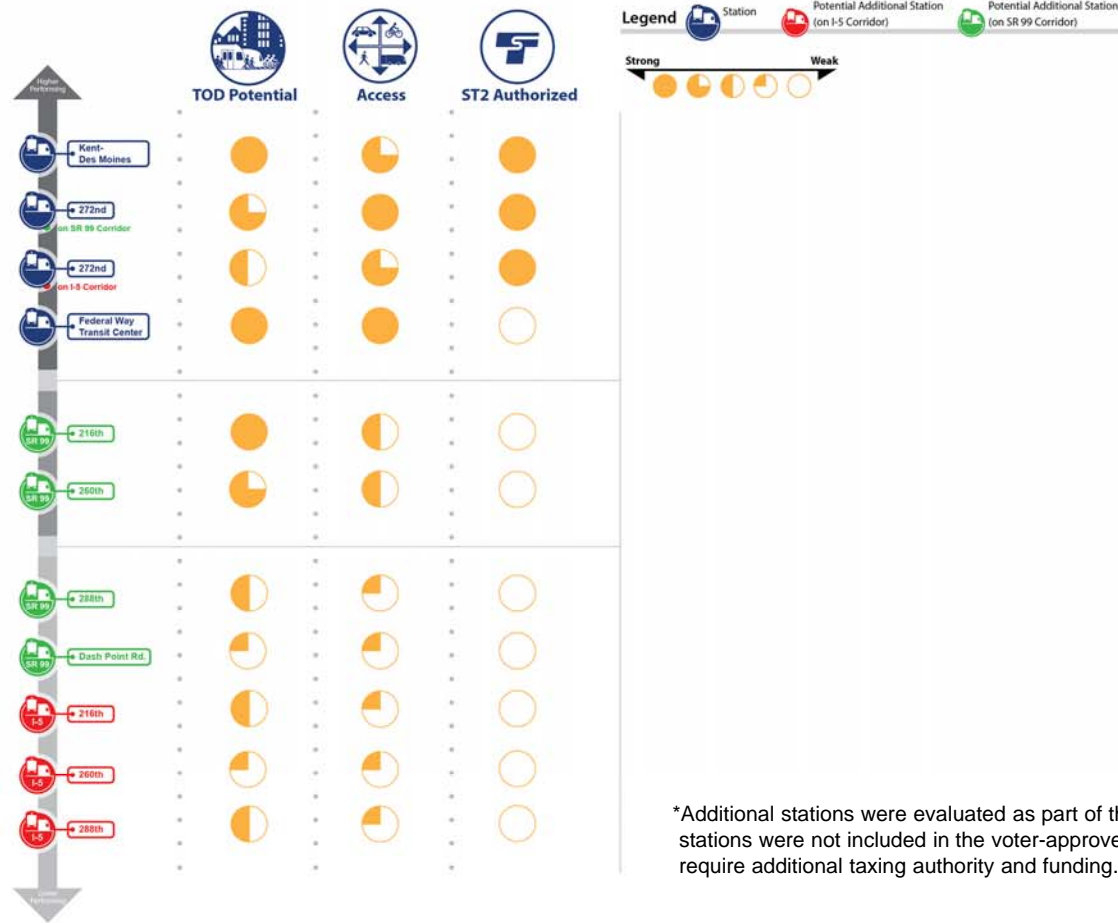 Legend
Station
Potential Additional Station
(on I-5 Corridor)
Potential Additional Station
(on SR 99 Corridor)
Strong
Weak
Higher
Performing
TOD Potential
Access
ST2 Authorized
Kent-
Des Moines
272nd
on SR 99 Corridor
272nd
on I-5 Corridor
Federal Way
Transit Center
SR 99
216th
SR 99
260th
SR 99
288th
SR 99
Dash Point Rd.
I-5
216th
I-5
260th
I-5
288th
Lower
Performing
*Additional stations were evaluated as part of
stations were not included in the
require additional taxing authority and funding.